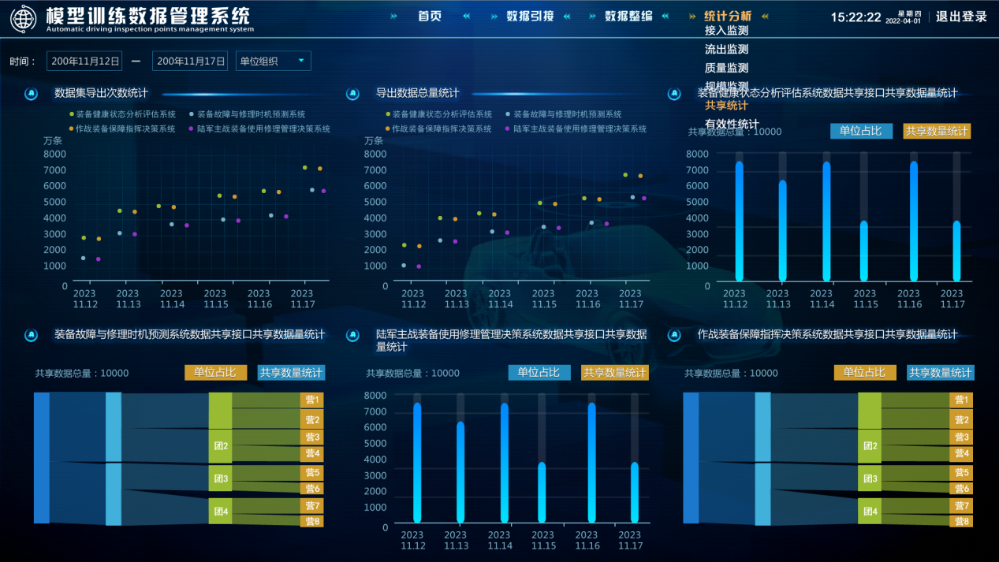 模型训练数据管理系统
Automatic driving inspection points management system
首页
数据引接
数据整编
统计分析
15:22:22
星期四
2022-04-01
退出登录
接入监测
流出监测
质量监测
规模监测
共享统计
有效性统计
时间：
200年11月12日
—
200年11月17日
单位组织
数据集导出次数统计
装备健康状态分析评估系统
装备故障与修理时机预测系统
作战装备保障指挥决策系统
陆军主战装备使用修理管理决策系统
万条
8000
7000
6000
5000
4000
3000
2000
1000
0
2023 2023 2023 2023 2023 2023
11.12 11.13 11.14 11.15 11.16 11.17
导出数据总量统计
装备健康状态分析评估系统
装备故障与修理时机预测系统
作战装备保障指挥决策系统
陆军主战装备使用修理管理决策系统
万条
8000
7000
6000
5000
4000
3000
2000
1000
0
2023 2023 2023 2023 2023 2023
11.12 11.13 11.14 11.15 11.16 11.17
装备健康状态分析评估系统数据共享接口共享数据量统计
共享数据总量：10000
单位占比
共享数量统计
8000
7000
6000
5000
4000
3000
2000
1000
0
2023 2023 2023 2023 2023 2023
11.12 11.13 11.14 11.15 11.16 11.17
装备故障与修理时机预测系统数据共享接口共享数据量统计
共享数据总量：10000
单位占比
共享数量统计
营1
营2
营3
团2
营4
营5
团3
营6
营7
团4
营8
陆军主战装备使用修理管理决策系统数据共享接口共享数据
量统计
共享数据总量：10000
单位占比
共享数量统计
8000
7000
6000
5000
4000
3000
2000
1000
0
2023 2023 2023 2023 2023 2023
11.12 11.13 11.14 11.15 11.16 11.17
作战装备保障指挥决策系统数据共享接口共享数据量统计
共享数据总量：10000
单位占比
共享数量统计
营1
营2
营3
团2
营4
营5
团3
营6
营7
团4
营8